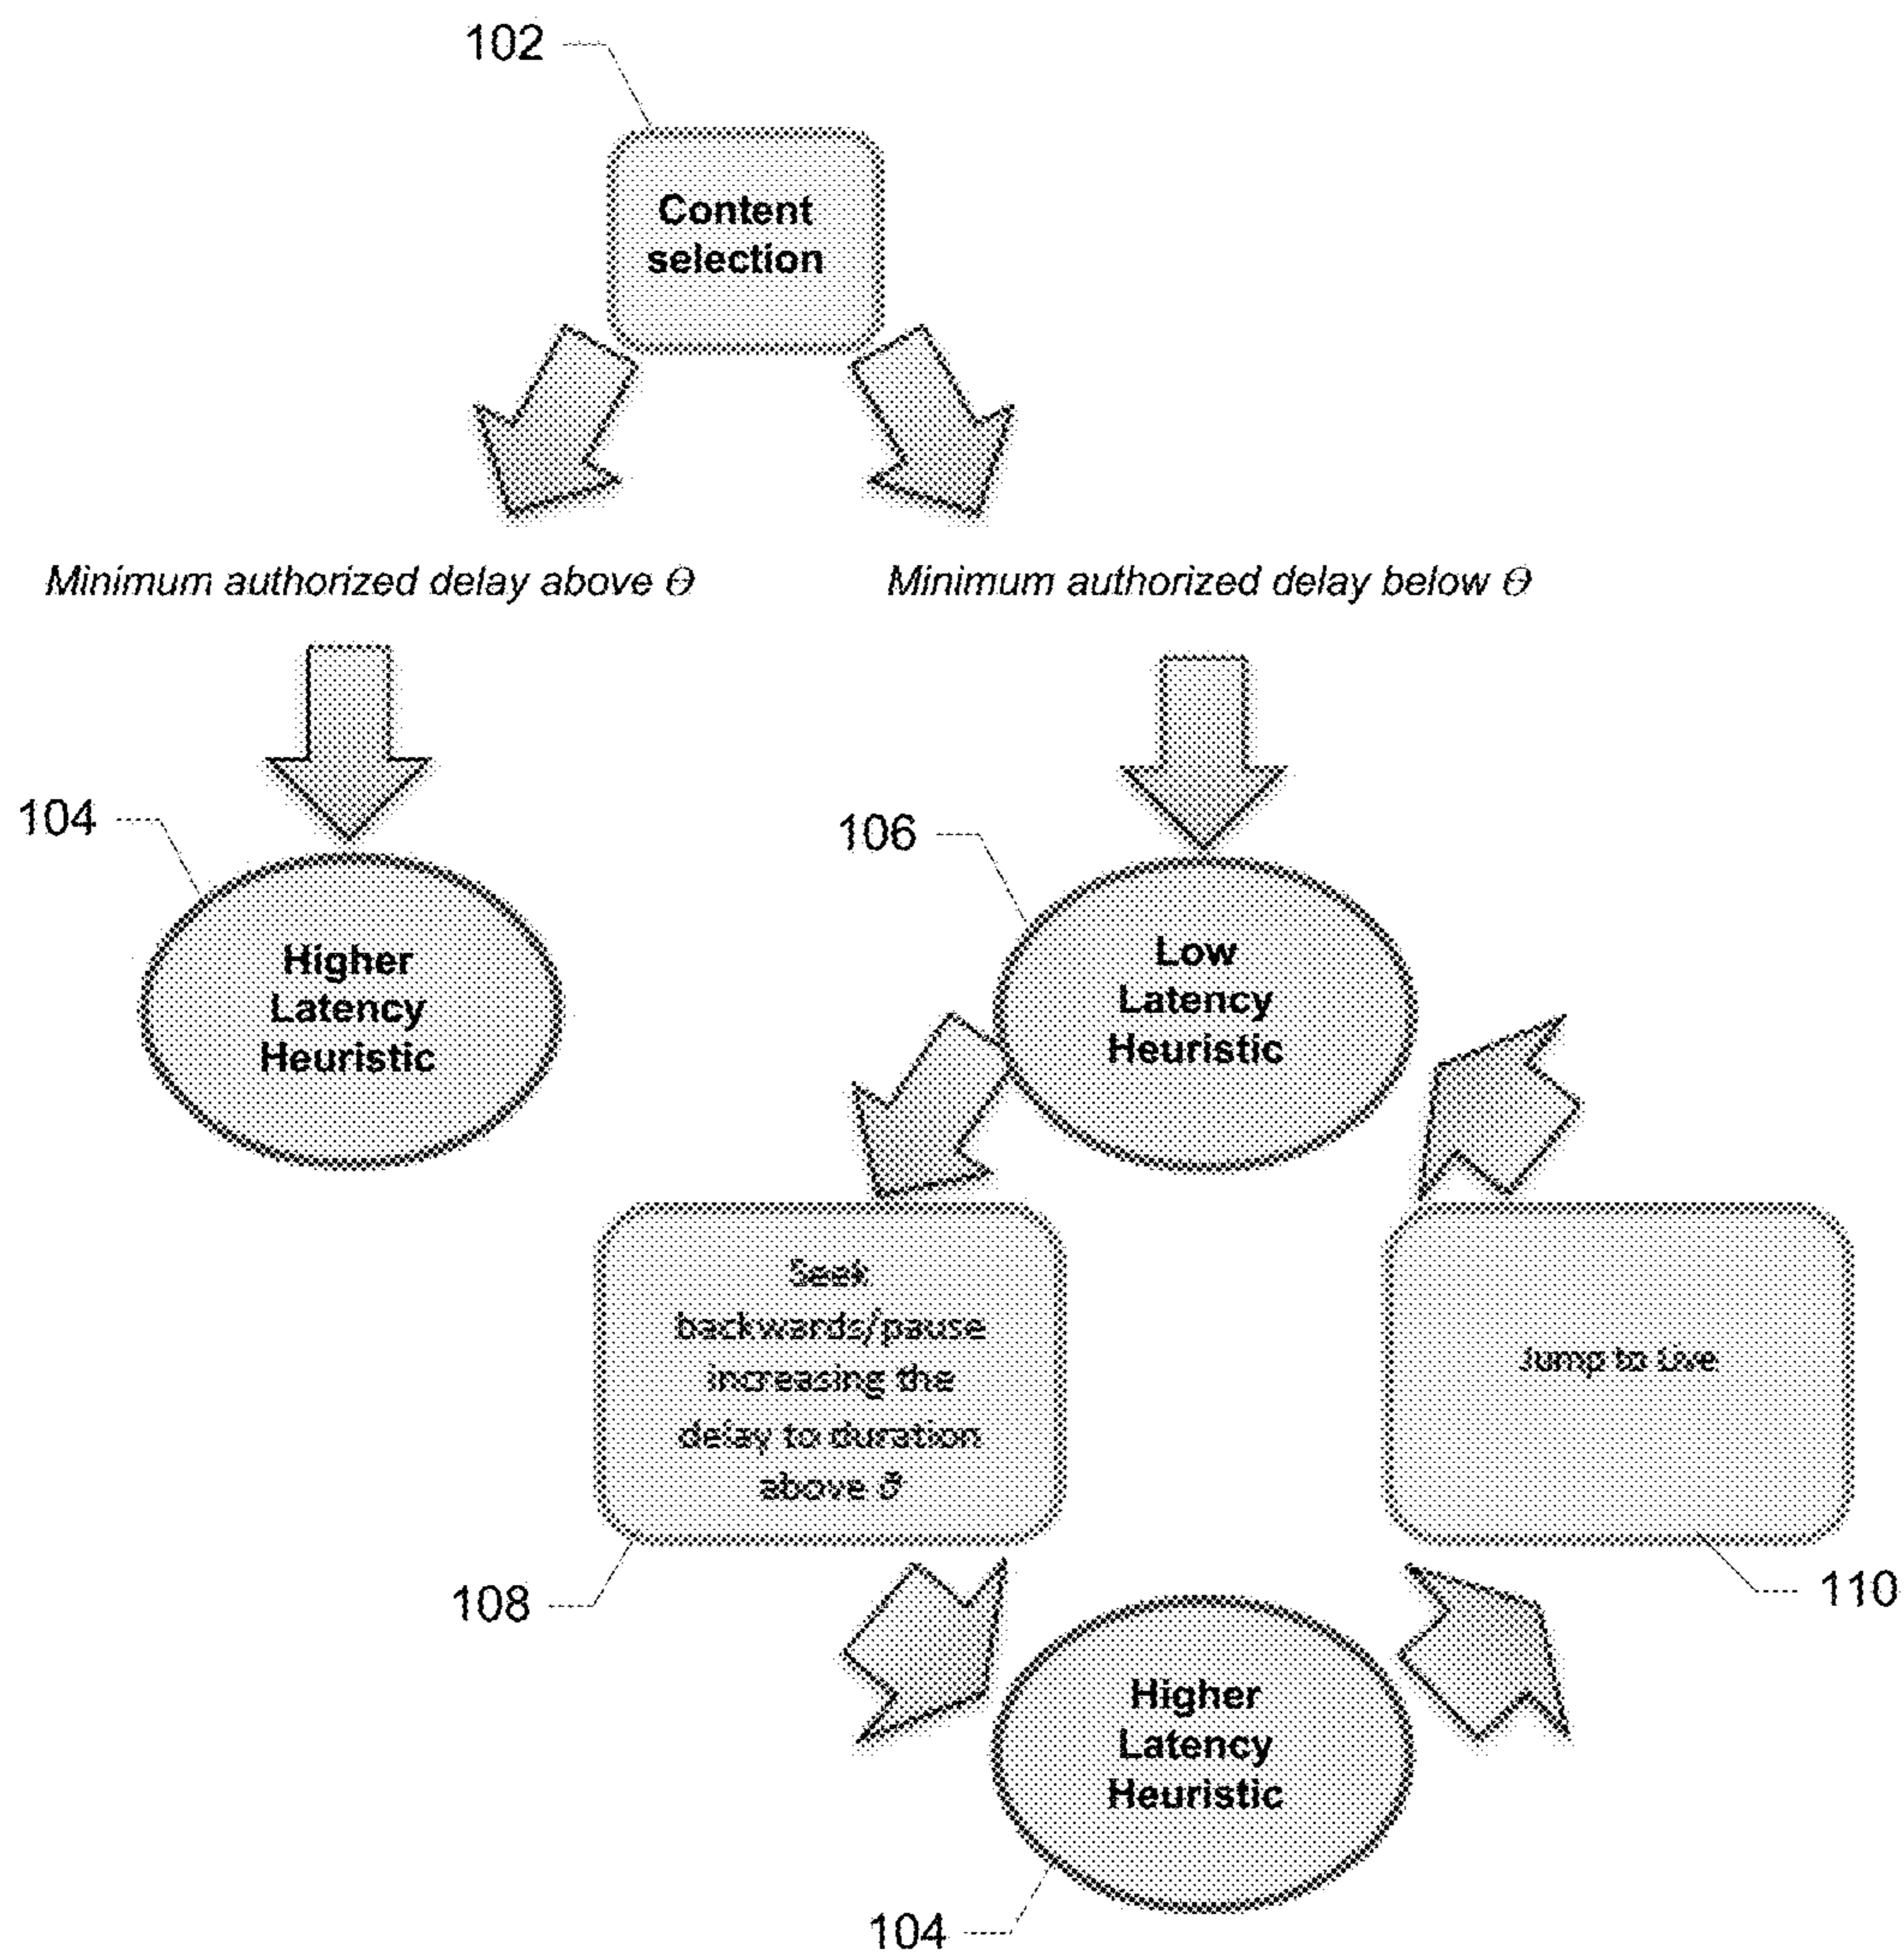 102
Content
selection
Minimum authorized delay above Θ
Minimum authorized delay below Θ
104
Higher
Latency
Heuristic
106
Low
Latency
Heuristic
Seek
backwards/pause
increasing the
delay to duration
above
Jump to Live
108
110
Higher
Latency
Heuristic
104